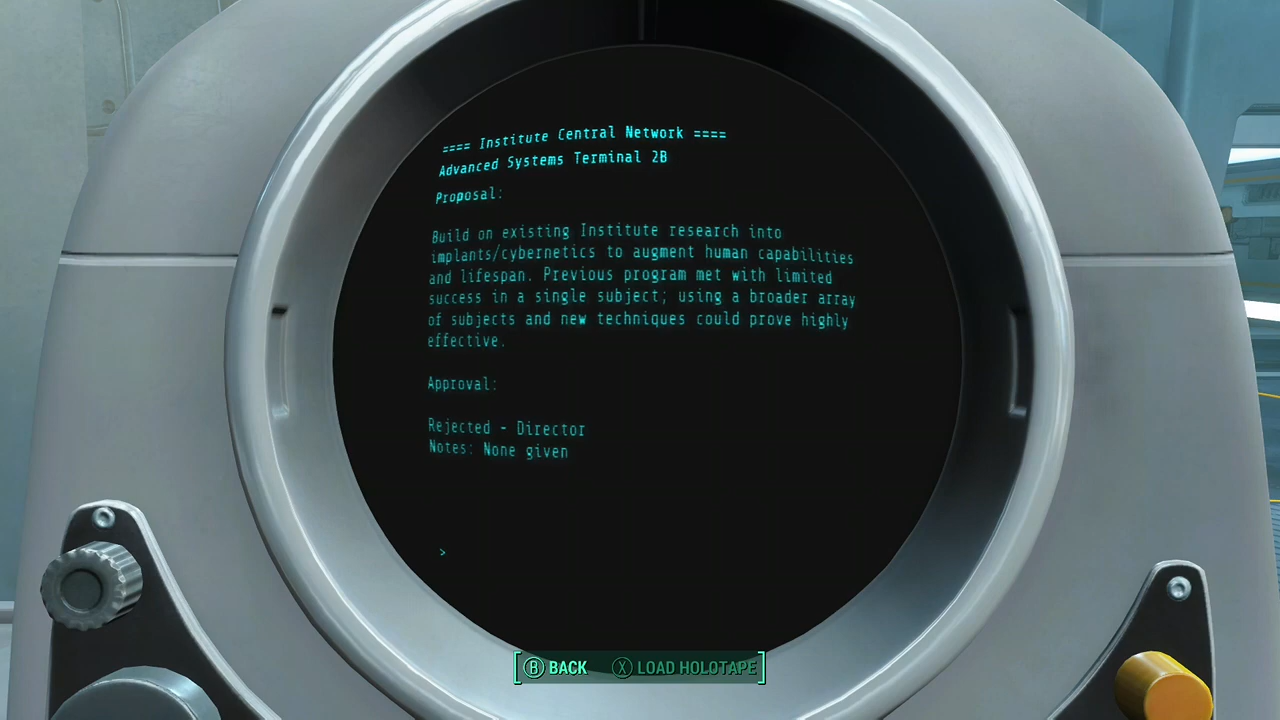 ==== Institute Central Network ====
Advanced Systems Terminal 2B
Proposal:
Build on existing Institute research into
implants/cybernetics to augment human capabilities
and lifespan. Previous program met with limited
success in a single subject; using a broader array
of subjects and new techniques could prove highly
effective.
Approval:
Rejected - Director
Notes: None given
>
B BACK X LOAD HOLOTAPE